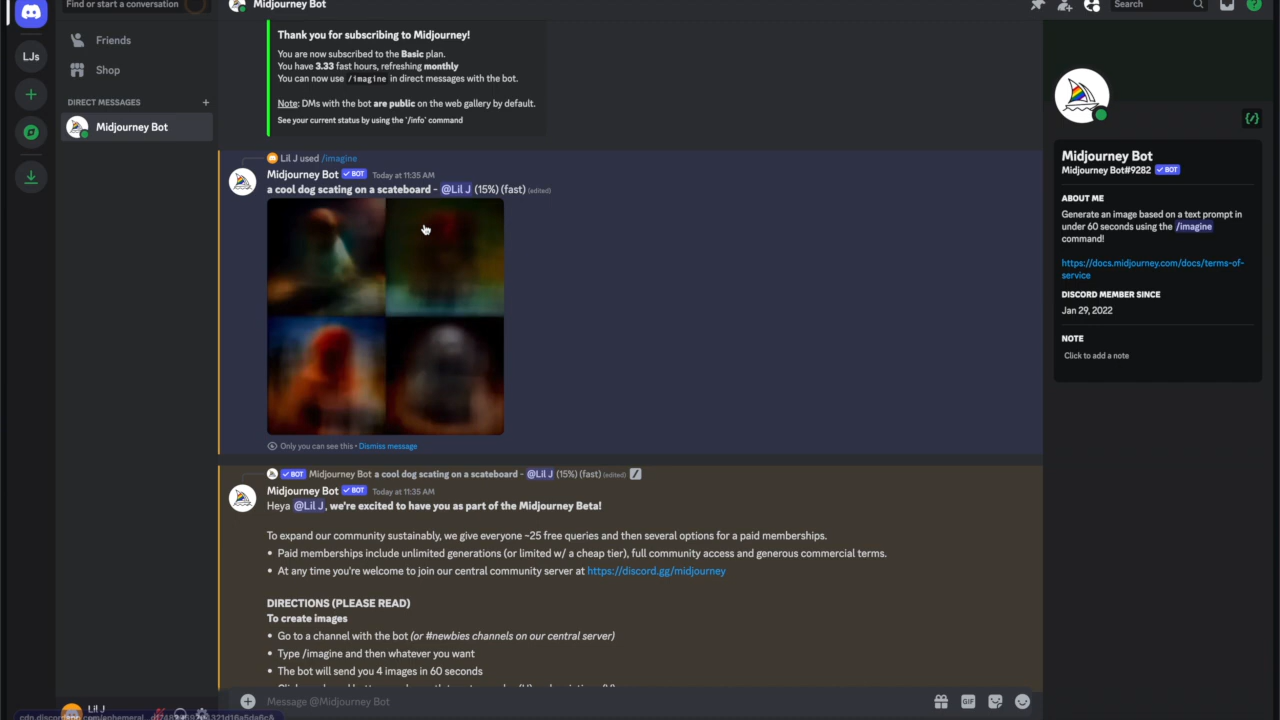 Find or start a conversation
Midjourney Bot
Search
LJs
Friends
Shop
DIRECT MESSAGES
Midjourney Bot
Thank you for subscribing to Midjourney!
You are now subscribed to the Basic plan.
You have 3.33 fast hours, refreshing monthly
You can now use /imagine in direct messages with the bot.
Note: DMs with the bot are public on the web gallery by default.
See your current status by using the '/info' command
Lil J used /imagine
Midjourney Bot BOT Today at 11:35 AM
a cool dog scating on a scateboard - @Lil J (15%) (fast) (edited)
Only you can see this • Dismiss message
BOT Midjourney Bot a cool dog scating on a scateboard - @Lil J (15%) (fast) (edited)
Midjourney Bot BOT Today at 11:35 AM
Heya @Lil J, we're excited to have you as part of the Midjourney Beta!
To expand our community sustainably, we give everyone ~25 free queries and then several options for a paid memberships.
• Paid memberships include unlimited generations (or limited w/ a cheap tier), full community access and generous commercial terms.
• At any time you're welcome to join our central community server at https://discord.gg/midjourney
DIRECTIONS (PLEASE READ)
To create images
• Go to a channel with the bot (or #newbies channels on our central server)
• Type /imagine and then whatever you want
• The bot will send you 4 images in 60 seconds
Message @Midjourney Bot
GIF
Lil J
Midjourney Bot
Midjourney Bot#9282 BOT
ABOUT ME
Generate an image based on a text prompt in
under 60 seconds using the /imagine
command!
https://docs.midjourney.com/docs/terms-of-
service
DISCORD MEMBER SINCE
Jan 29, 2022
NOTE
Click to add a note